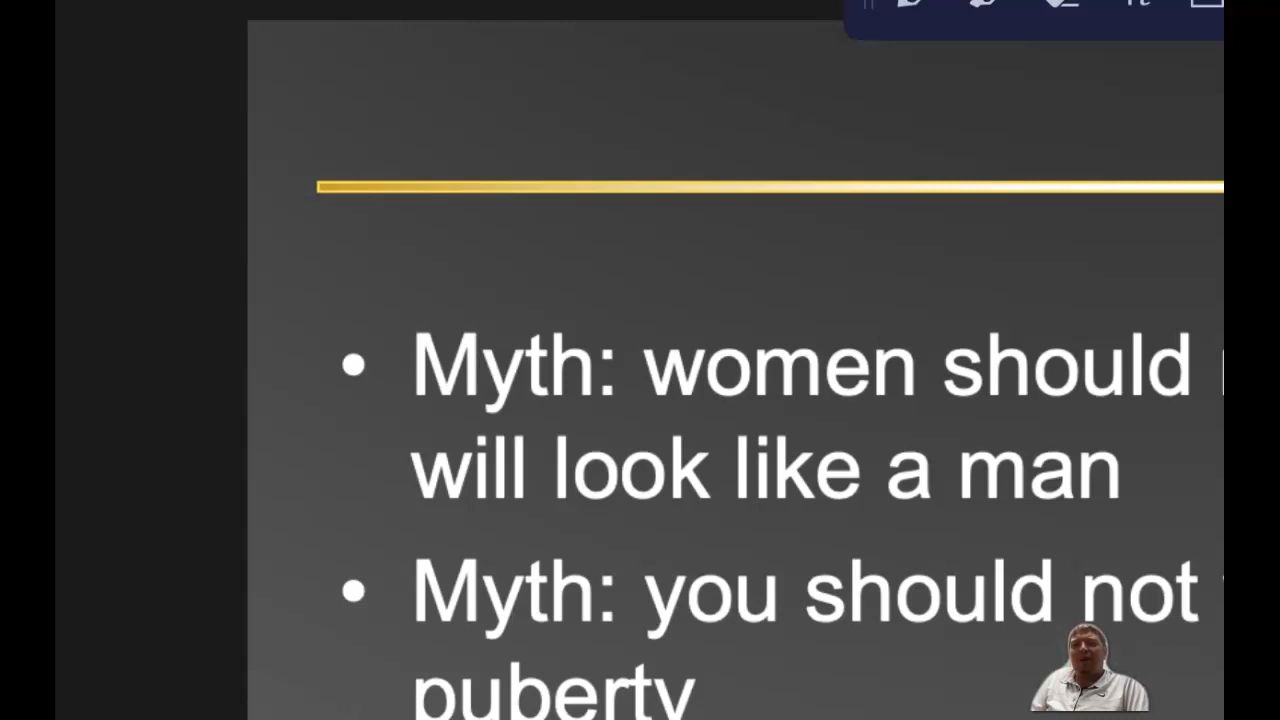 • Myth: women should
will look like a man
• Myth: you should not
puberty